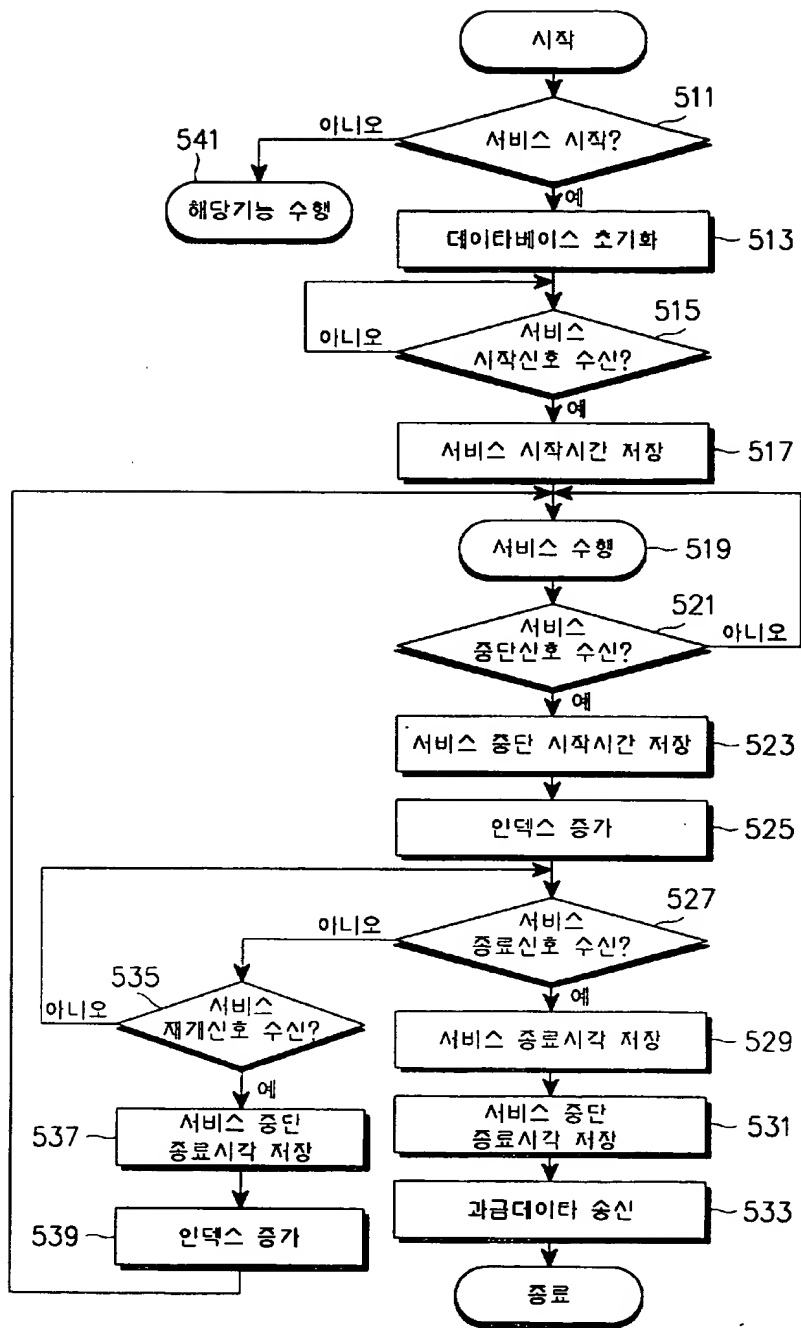 시작
511
서비스 시작?
아니오
541
해당기능 수행
예
데이타베이스 초기화
513
515
서비스
시작신호 수신?
아니오
예
서비스 시작시간 저장
517
서비스 수행
519
521
서비스
중단신호 수신?
아니오
예
서비스 중단 시작시간 저장
523
인덱스 증가
525
527
서비스
종료신호 수신?
아니오
예
535
서비스
재개신호 수신?
아니오
예
서비스 종료시각 저장
529
서비스 중단
종료시각 저장
537
서비스 중단
종료시각 저장
531
인덱스 증가
539
과금데이타 송신
533
종료